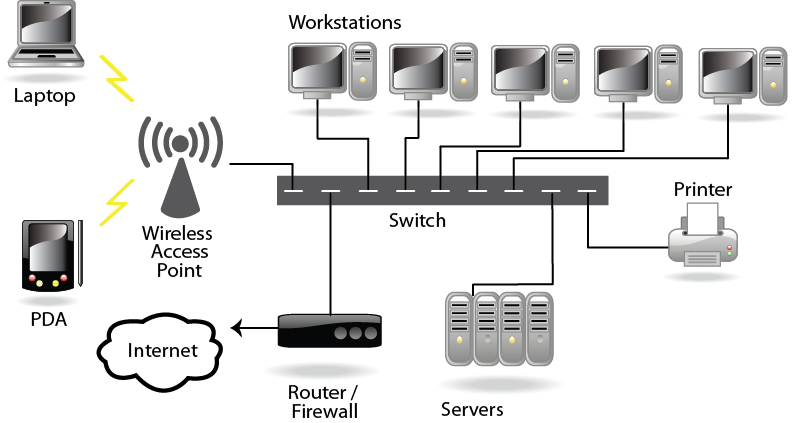 Workstations
Laptop
Wireless
Access
Point
Switch
Printer
PDA
Internet
Router /
Firewall
Servers